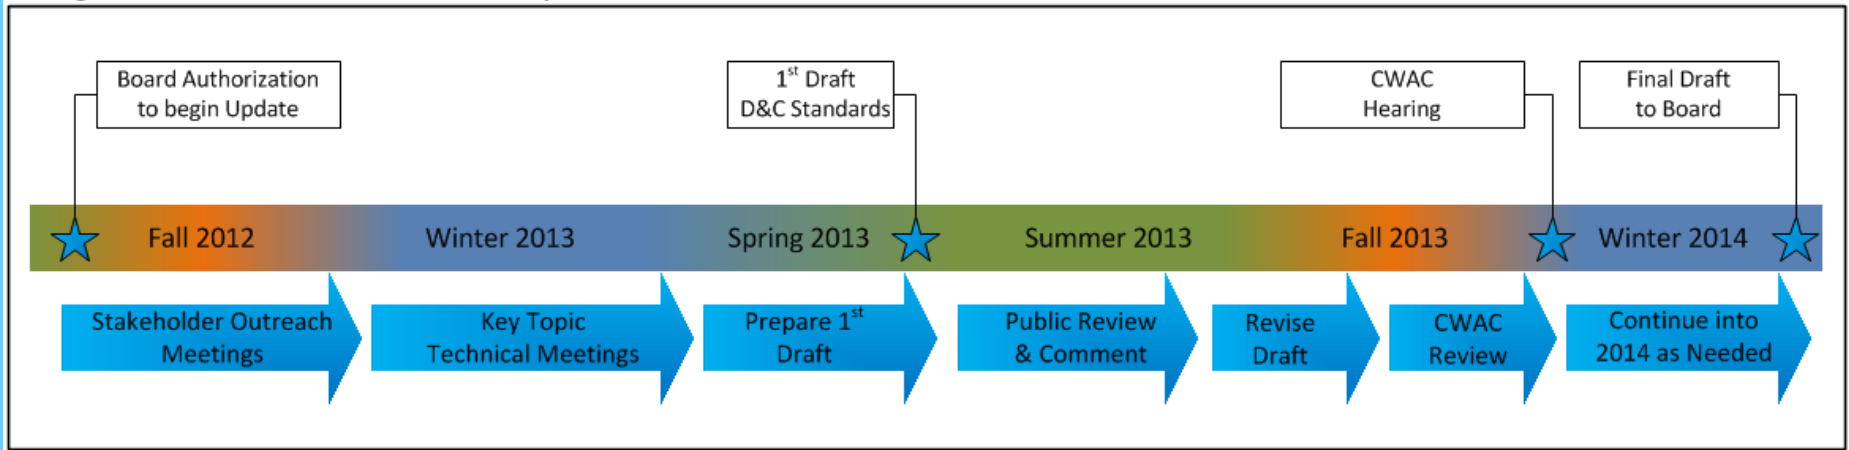 Board Authorization
to begin Update
1st Draft
D&C Standards
CWAC
Hearing
Final Draft
to Board
Fall 2012
Winter 2013
Spring 2013
Summer 2013
Fall 2013
Winter 2014
Stakeholder Outreach
Meetings
Key Topic
Technical Meetings
Prepare 1st
Draft
Public Review
& Comment
Revise
Draft
CWAC
Review
Continue into
2014 as Needed